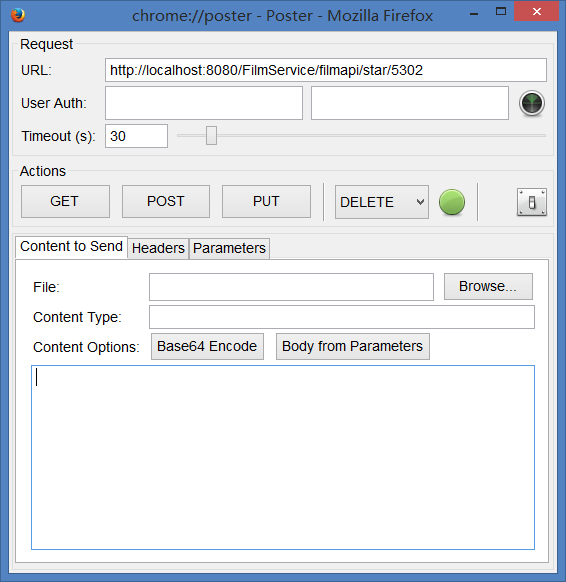 chrome://poster - Poster - Mozilla Firefox
Request
URL: http://localhost:8080/FilmService/filmapi/star/5302
User Auth:
Timeout (s): 30
Actions
GET POST PUT DELETE
Content to Send Headers Parameters
File: Browse...
Content Type:
Content Options: Base64 Encode Body from Parameters